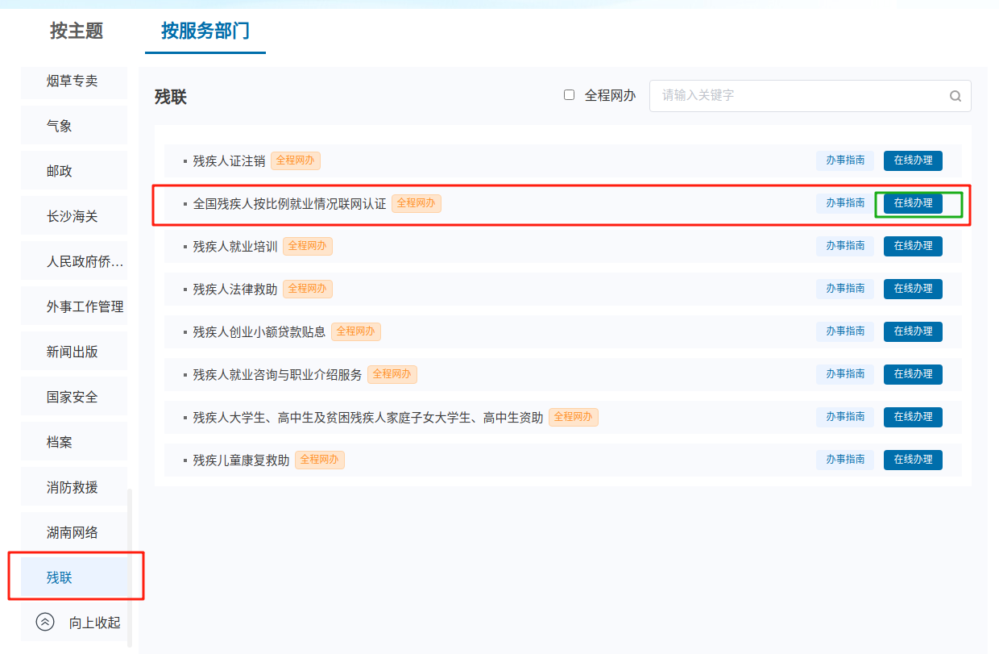 按主题
按服务部门
烟草专卖
气象
邮政
长沙海关
人民政府侨...
外事工作管理
新闻出版
国家安全
档案
消防救援
湖南网络
残联
向上收起
残联
全程网办
请输入关键字
残疾人证注销 全程网办 办事指南 在线办理
全国残疾人按比例就业情况联网认证 全程网办 办事指南 在线办理
残疾人就业培训 全程网办 办事指南 在线办理
残疾人法律救助 全程网办 办事指南 在线办理
残疾人创业小额贷款贴息 全程网办 办事指南 在线办理
残疾人就业咨询与职业介绍服务 全程网办 办事指南 在线办理
残疾人大学生、高中生及贫困残疾人家庭子女大学生、高中生资助 全程网办 办事指南 在线办理
残疾儿童康复救助 全程网办 办事指南 在线办理